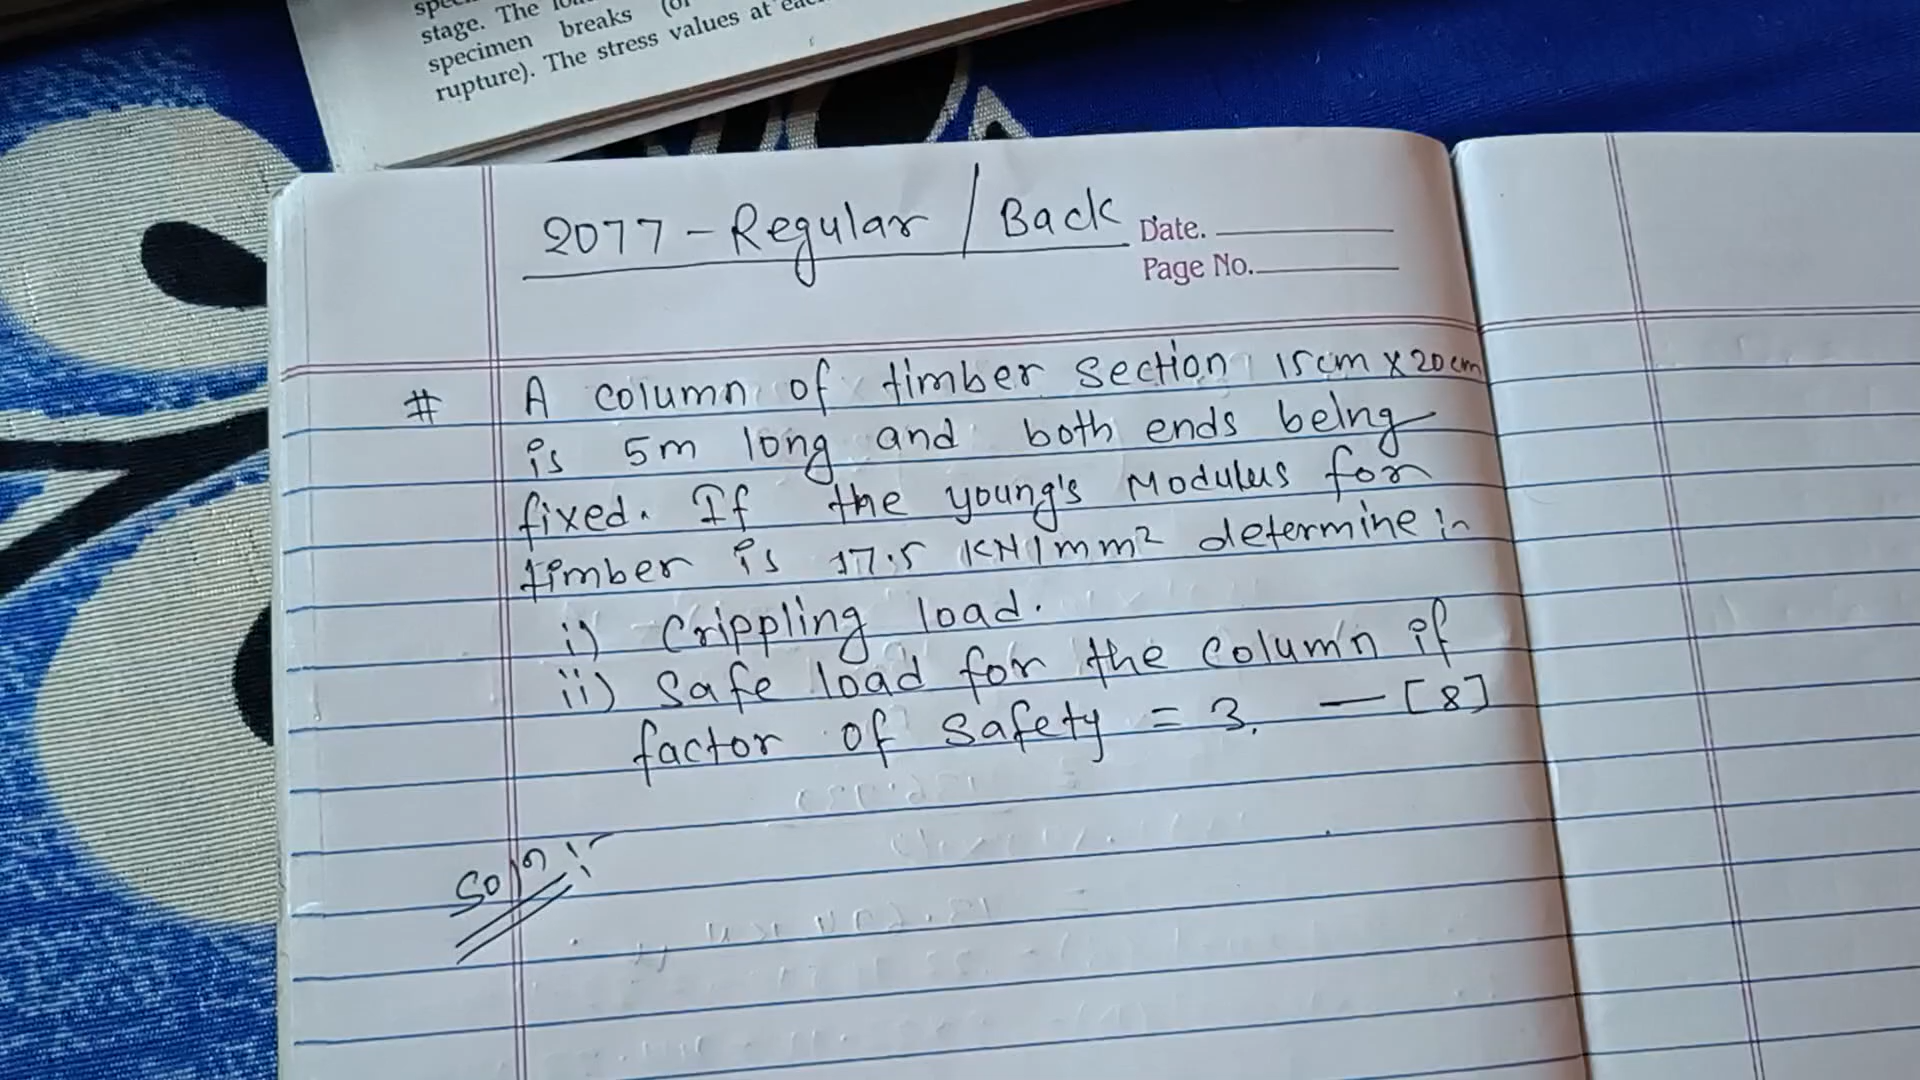 stage. The
specimen breaks (or
rupture). The stress values at
2077 - Regular / Back
Date.
Page No.
# A column of timber section 15cm x 20cm
is 5m long and both ends being
fixed. If the young's Modulus for
timber is 17.5 KN/mm² determine in
i) Crippling load.
ii) Safe load for the column if
factor of safety = 3. — [8]
Solⁿ:-